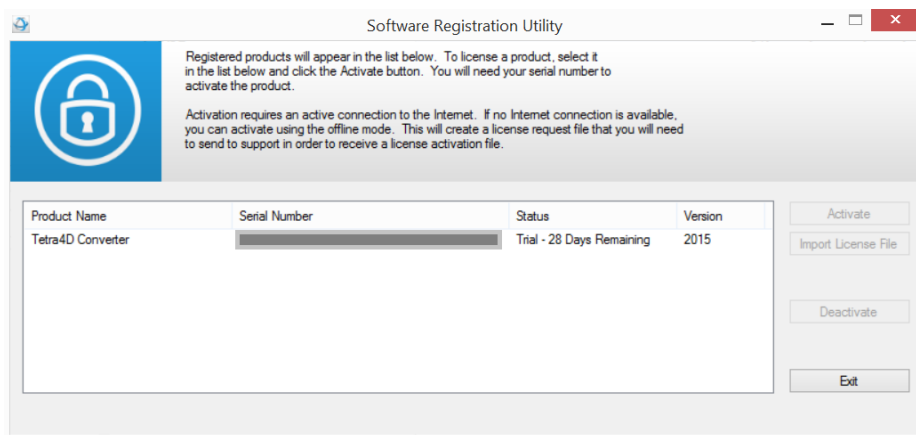 Software Registration Utility
Registered products will appear in the list below. To license a product, select it
in the list below and click the Activate button. You will need your serial number to
activate the product.
Activation requires an active connection to the Internet. If no Internet connection is available,
you can activate using the offline mode. This will create a license request file that you will need
to send to support in order to receive a license activation file.
Product Name Serial Number Status Version
Tetra4D Converter Trial - 28 Days Remaining 2015
Activate
Import License File
Deactivate
Exit